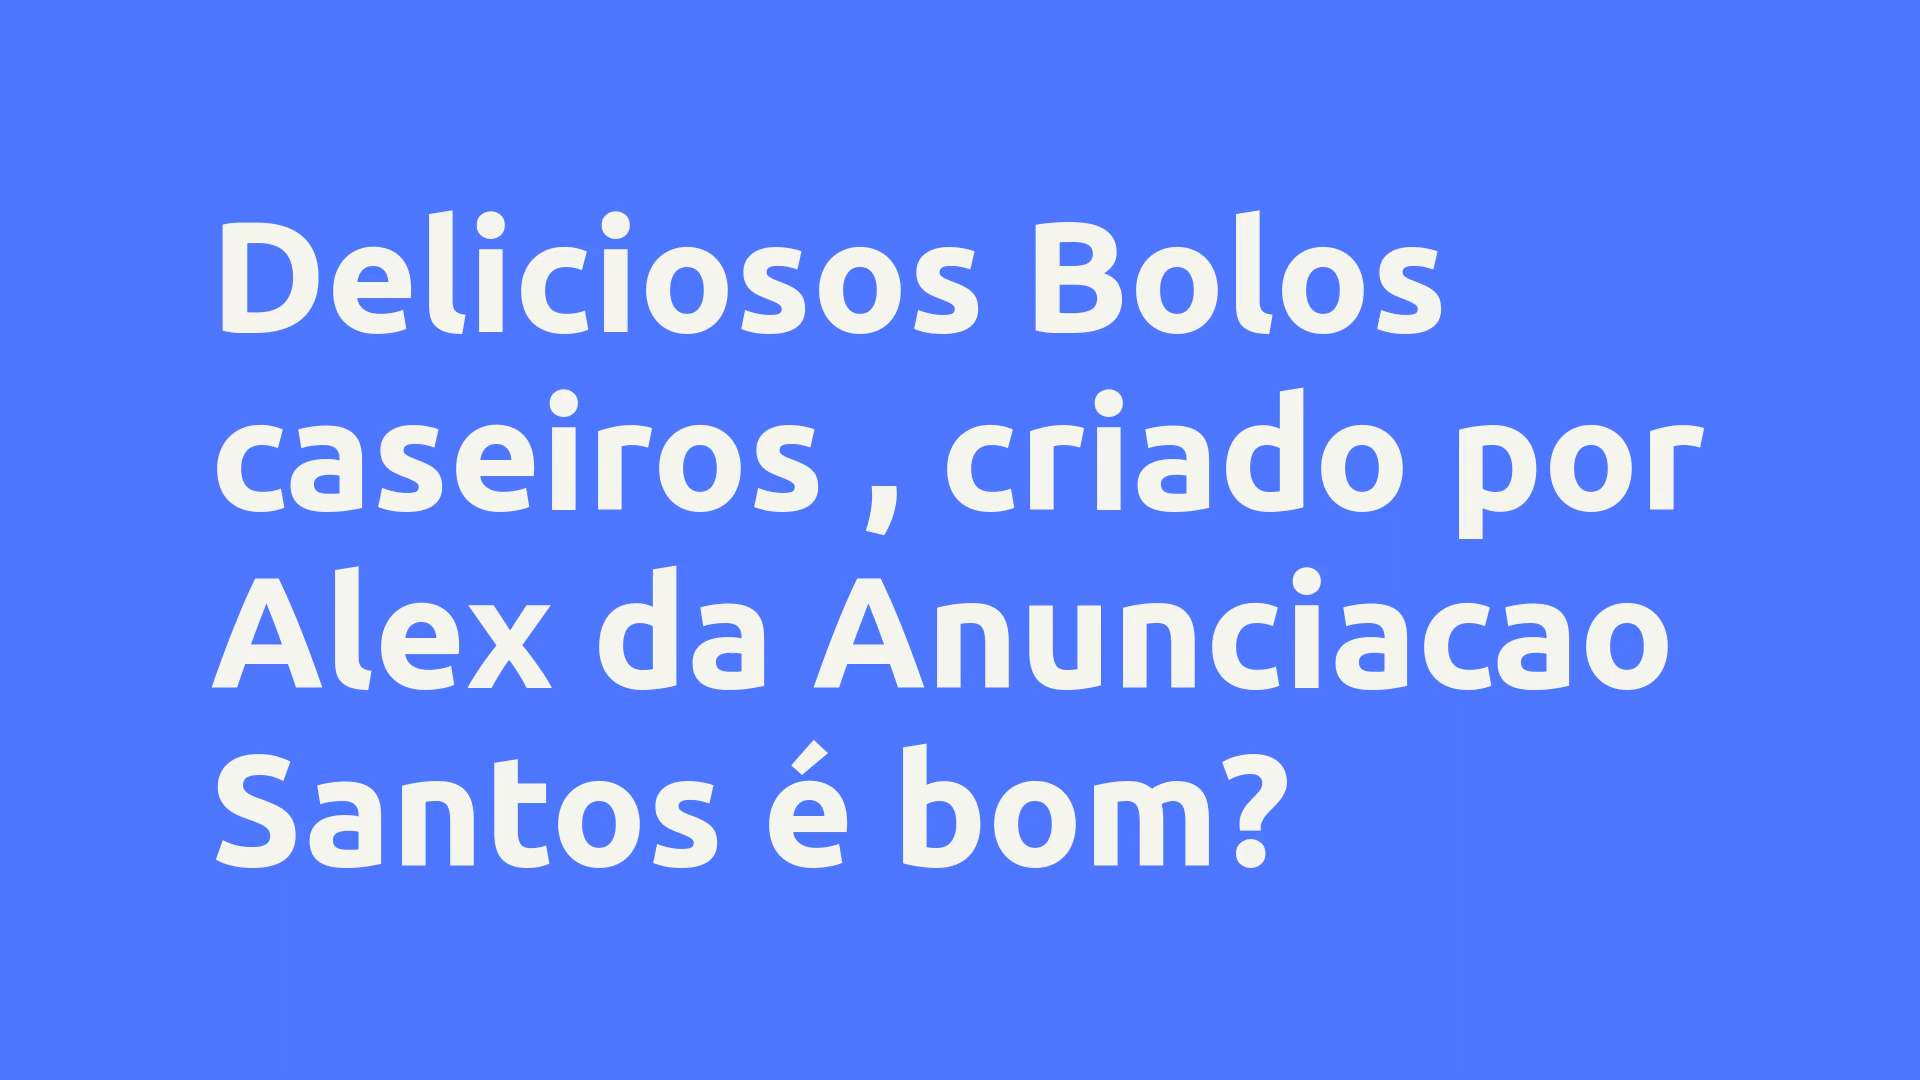 Deliciosos Bolos
caseiros , criado por
Alex da Anunciacao
Santos é bom?